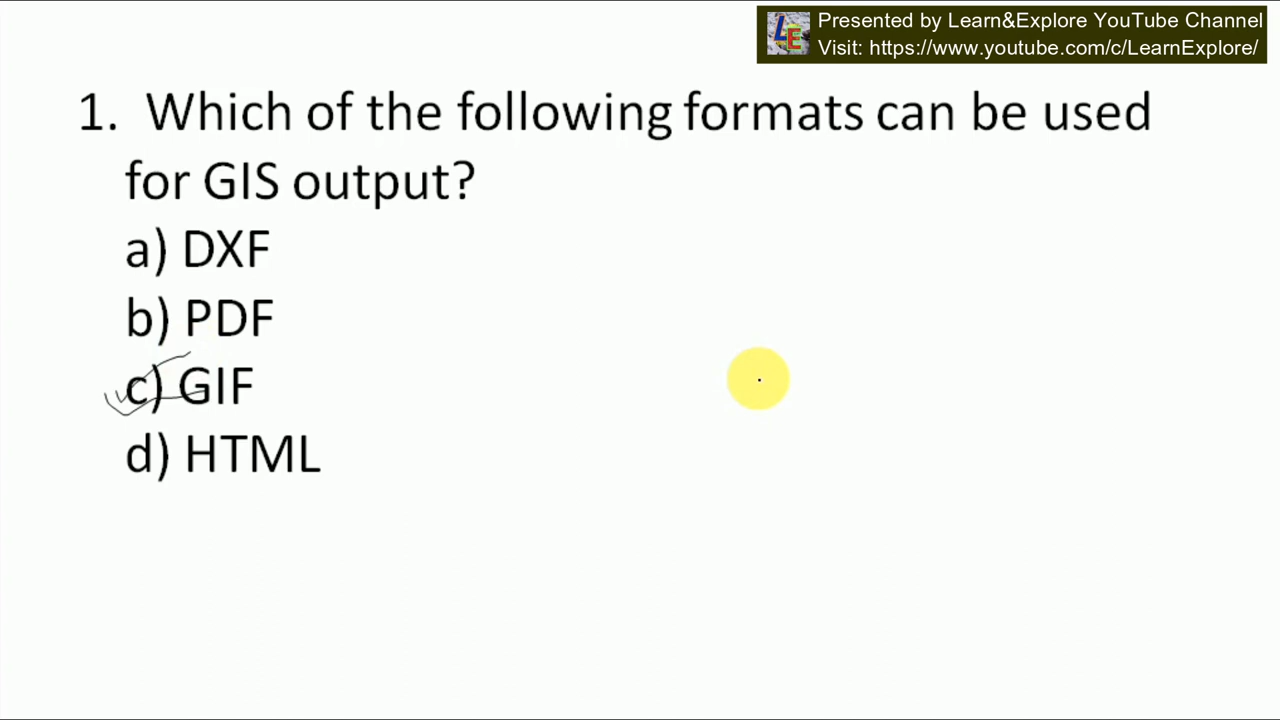 Presented by Learn&Explore YouTube Channel
Visit: https://www.youtube.com/c/LearnExplore/
LE
1. Which of the following formats can be used
for GIS output?
a) DXF
b) PDF
c) GIF
d) HTML